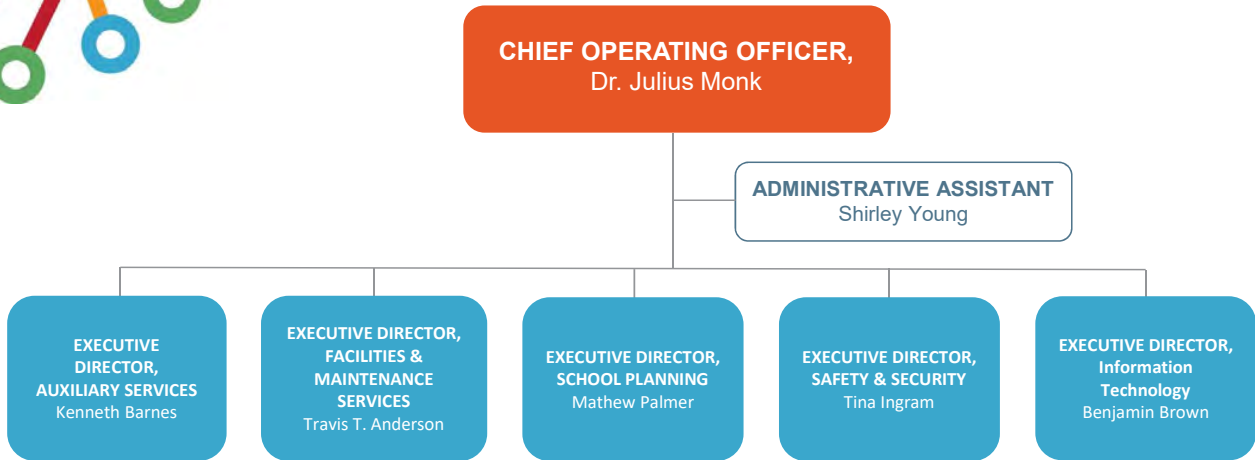 CHIEF OPERATING OFFICER,
Dr. Julius Monk
ADMINISTRATIVE ASSISTANT
Shirley Young
EXECUTIVE
DIRECTOR,
AUXILIARY SERVICES
Kenneth Barnes
EXECUTIVE DIRECTOR,
FACILITIES &
MAINTENANCE
SERVICES
Travis T. Anderson
EXECUTIVE DIRECTOR,
SCHOOL PLANNING
Mathew Palmer
EXECUTIVE DIRECTOR,
SAFETY & SECURITY
Tina Ingram
EXECUTIVE DIRECTOR,
Information
Technology
Benjamin Brown